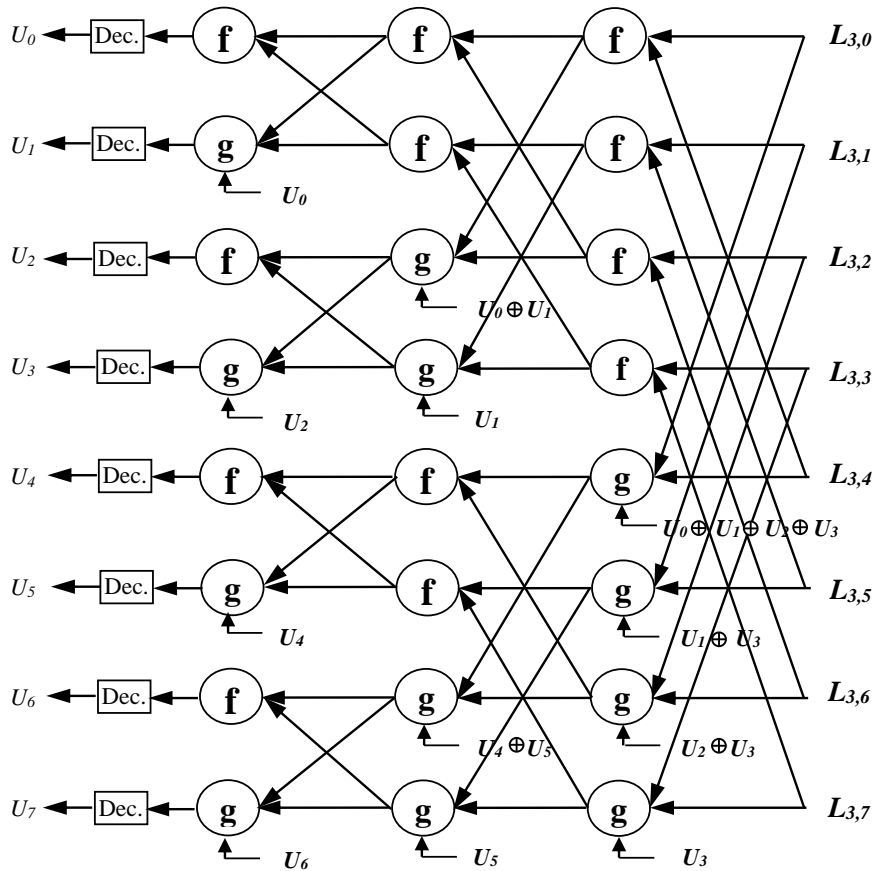 U0 Dec. f f f L3,0
U1 Dec. g f f L3,1
U0
U2 Dec. f g f L3,2
U0 ⊕ U1
U3 Dec. g g f L3,3
U2 U1
U4 Dec. f f g L3,4
U0 ⊕ U1 ⊕ U2 ⊕ U3
U5 Dec. g f g L3,5
U4 U1 ⊕ U3
U6 Dec. f g g L3,6
U4 ⊕ U5 U2 ⊕ U3
U7 Dec. g g g L3,7
U6 U5 U3